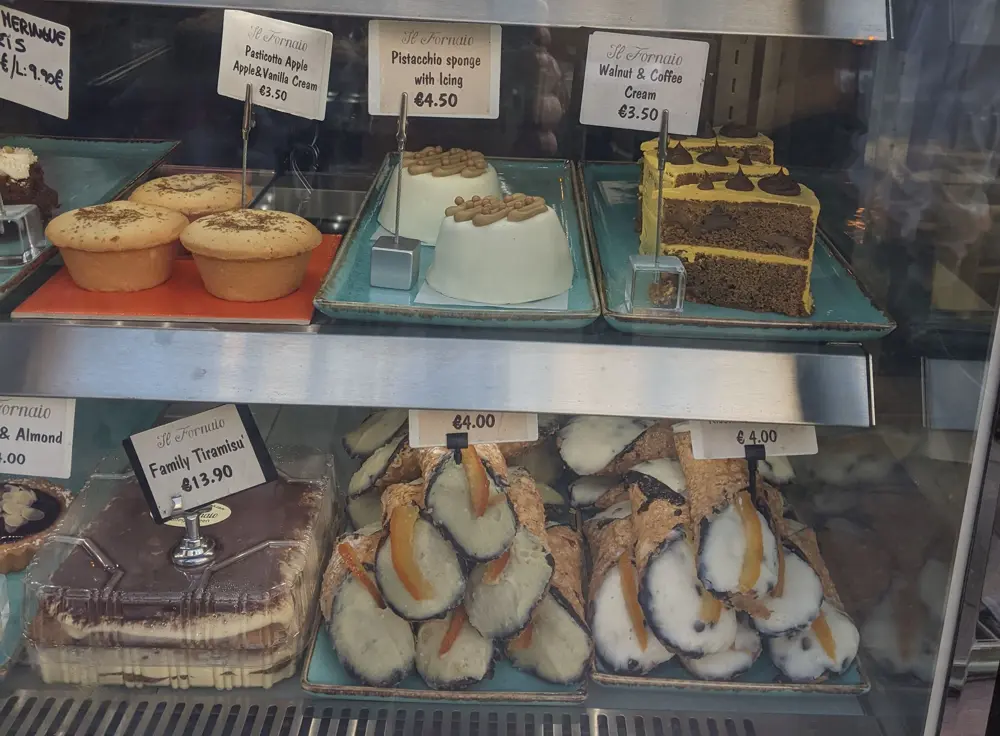 MERINGUE
€/L:9.90€
Il Fornaio
Pasticotto Apple
Apple&Vanilla Cream
€3.50
Il Fornaio
Pistacchio sponge
with Icing
€4.50
Il Fornaio
Walnut & Coffee
Cream
€3.50
Fornaio
& Almond
4.00
Il Fornaio
Family Tiramisu'
€13.90
€4.00
€4.00